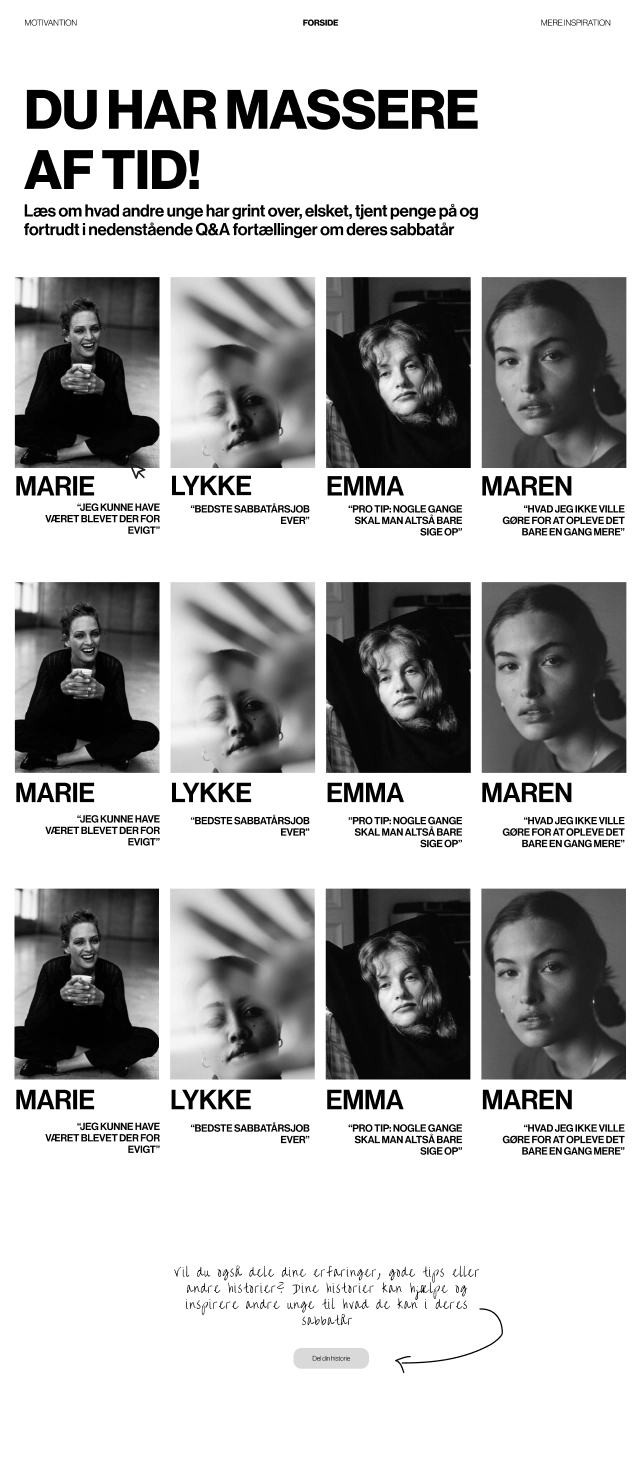 MOTIVANTION
FORSIDE
MERE INSPIRATION
DU HAR MASSERE
AF TID!
Læs om hvad andre unge har grint over, elsket, tjent penge på og
fortrudt i nedenstående Q&A fortællinger om deres sabbatår
MARIE
“JEG KUNNE HAVE
VÆRET BLEVET DER FOR
EVIGT”
LYKKE
“BEDSTE SABBATÅRSJOB
EVER”
EMMA
“PRO TIP: NOGLE GANGE
SKAL MAN ALTSÅ BARE
SIGE OP”
MAREN
“HVAD JEG IKKE VILLE
GØRE FOR AT OPLEVE DET
BARE EN GANG MERE”
MARIE
“JEG KUNNE HAVE
VÆRET BLEVET DER FOR
EVIGT”
LYKKE
“BEDSTE SABBATÅRSJOB
EVER”
EMMA
“PRO TIP: NOGLE GANGE
SKAL MAN ALTSÅ BARE
SIGE OP”
MAREN
“HVAD JEG IKKE VILLE
GØRE FOR AT OPLEVE DET
BARE EN GANG MERE”
MARIE
“JEG KUNNE HAVE
VÆRET BLEVET DER FOR
EVIGT”
LYKKE
“BEDSTE SABBATÅRSJOB
EVER”
EMMA
“PRO TIP: NOGLE GANGE
SKAL MAN ALTSÅ BARE
SIGE OP”
MAREN
“HVAD JEG IKKE VILLE
GØRE FOR AT OPLEVE DET
BARE EN GANG MERE”
Vil du også dele dine erfaringer, gode tips eller
andre historier? Dine historier kan hjælpe og
inspirere andre unge til hvad de kan i deres
sabbatår
Del din historie